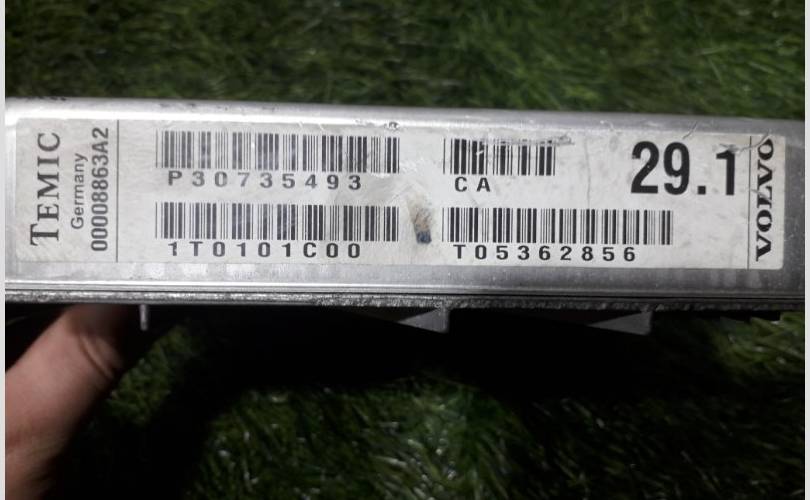 TEMIC
Germany
00008863A2
P30735493
CA
29.1
1T0101C00
T05362856
VOLVO